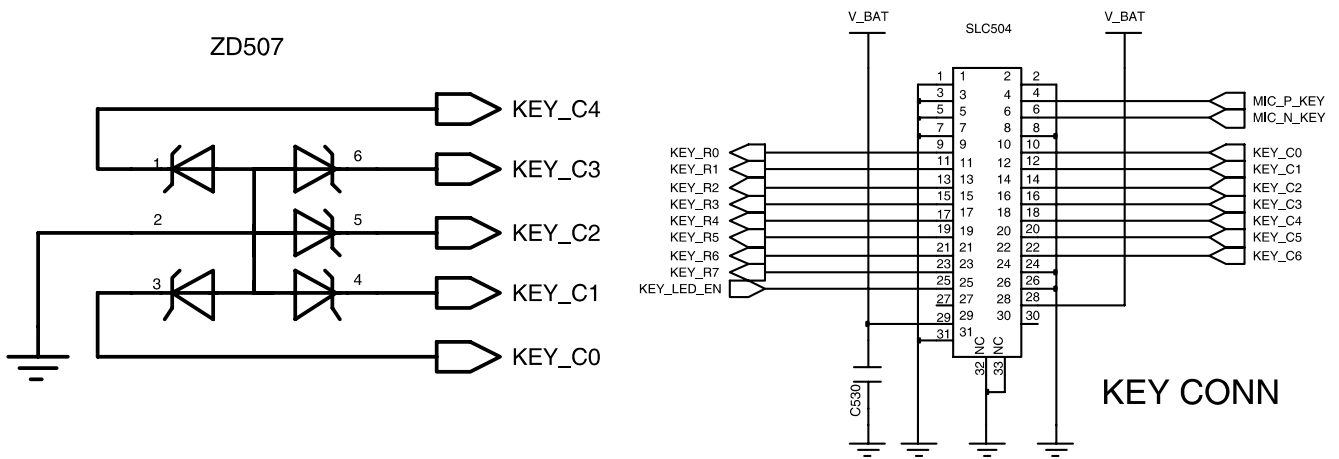 ZD507
KEY_C4
1
6
KEY_C3
2
5
KEY_C2
3
4
KEY_C1
KEY_C0
V_BAT
SLC504
V_BAT
1 1 2 2
3 3 4 4 MIC_P_KEY
5 5 6 6 MIC_N_KEY
7 7 8 8
KEY_R0 9 9 10 10 KEY_C0
KEY_R1 11 11 12 12 KEY_C1
KEY_R2 13 13 14 14 KEY_C2
KEY_R3 15 15 16 16 KEY_C3
KEY_R4 17 17 18 18 KEY_C4
KEY_R5 19 19 20 20 KEY_C5
KEY_R6 21 21 22 22 KEY_C6
KEY_R7 23 23 24 24
KEY_LED_EN 25 25 26 26
27 27 28 28
29 29 30 30
31 31
NC NC
32 33
C530
KEY CONN